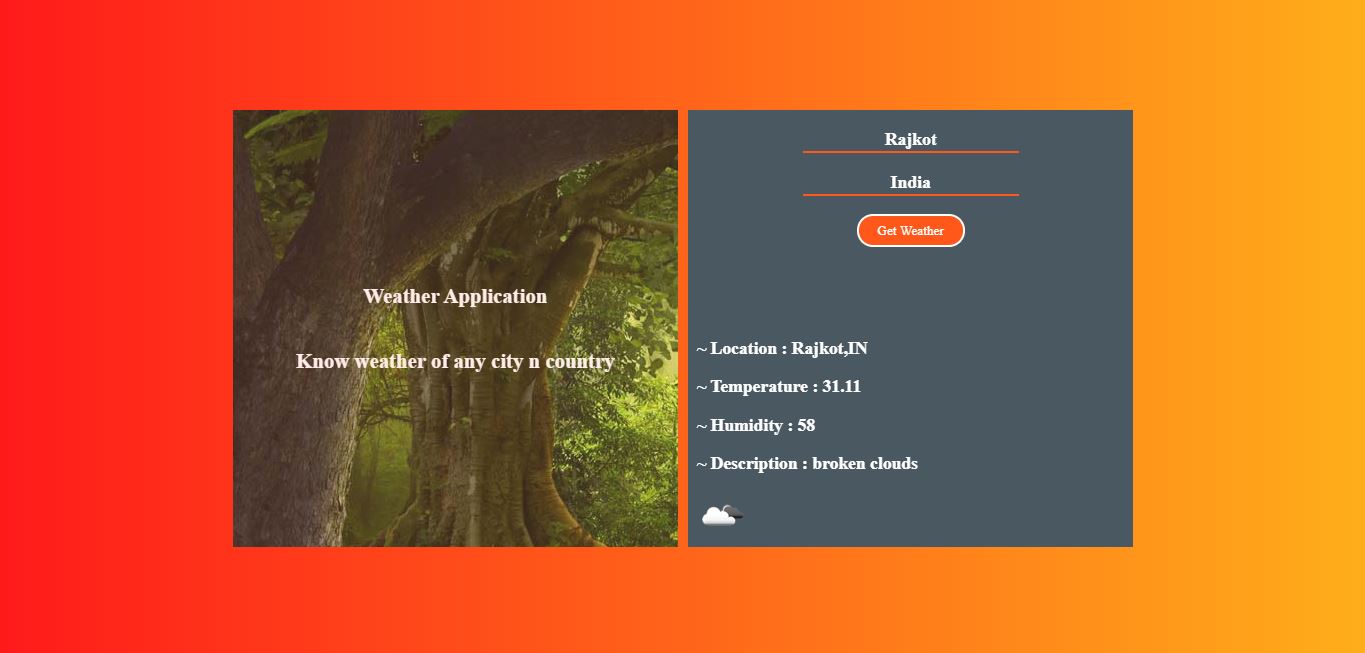 Weather Application
Know weather of any city n country
Rajkot
India
Get Weather
~ Location : Rajkot,IN
~ Temperature : 31.11
~ Humidity : 58
~ Description : broken clouds